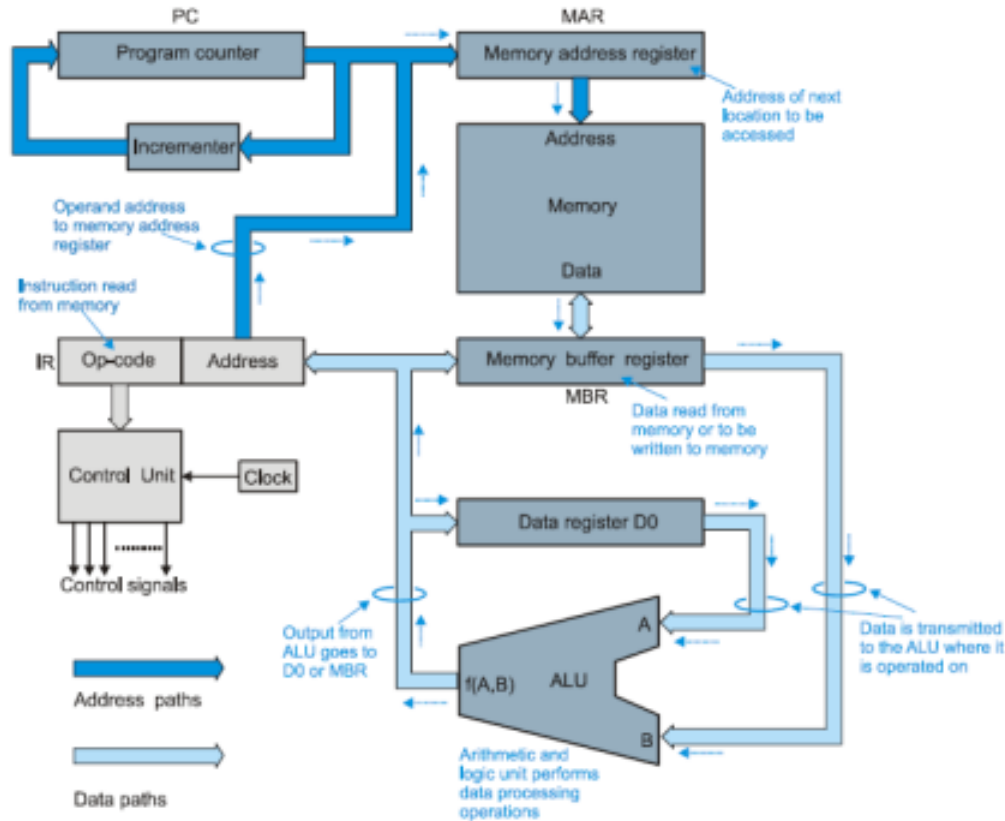 PC
MAR
Program counter
Memory address register
Address of next
location to be
accessed
Incrementer
Address
Memory
Data
Operand address
to memory address
register
Instruction read
from memory
IR
Op-code
Address
Memory buffer register
MBR
Data read from
memory or to be
written to memory
Control Unit
Clock
Control signals
Data register D0
Output from
ALU goes to
D0 or MBR
A
f(A,B)
ALU
B
Data is transmitted
to the ALU where it
is operated on
Address paths
Arithmetic and
logic unit performs
data processing
operations
Data paths